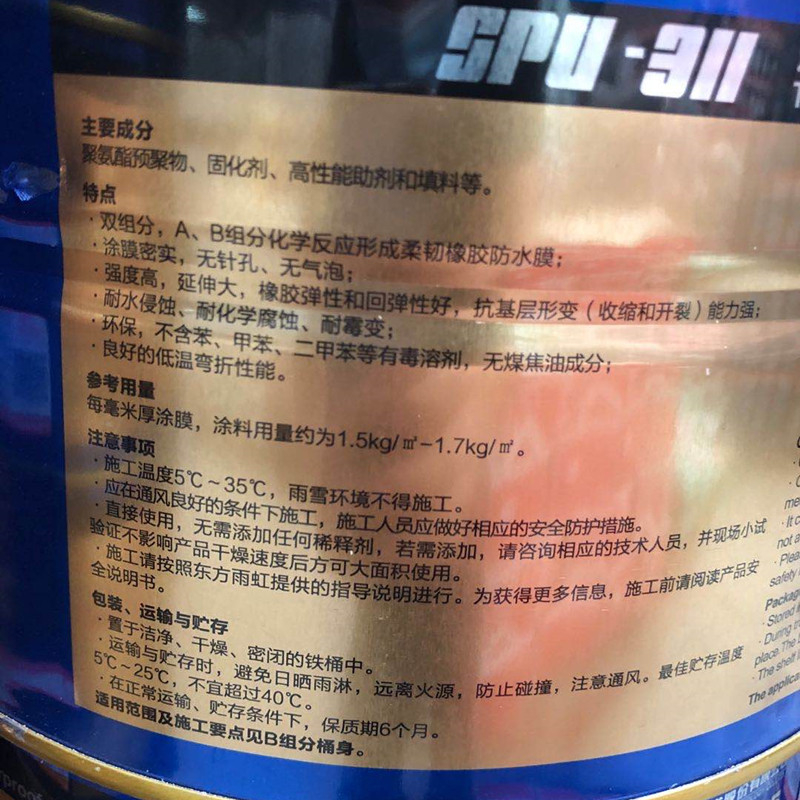 SPU-311
主要成分
聚氨酯预聚物、固化剂、高性能助剂和填料等。
特点
·双组分，A、B组分化学反应形成柔韧橡胶防水膜；
·涂膜密实，无针孔、无气泡；
·强度高，延伸大，橡胶弹性和回弹性好，抗基层形变（收缩和开裂）能力强；
·耐水侵蚀、耐化学腐蚀、耐霉变；
·环保，不含苯、甲苯、二甲苯等有毒溶剂，无煤焦油成分；
·良好的低温弯折性能。
参考用量
每毫米厚涂膜，涂料用量约为1.5kg/㎡-1.7kg/㎡。
注意事项
·施工温度5℃～35℃，雨雪环境不得施工。
·应在通风良好的条件下施工，施工人员应做好相应的安全防护措施。
·直接使用，无需添加任何稀释剂，若需添加，请咨询相应的技术人员，并现场小试
验证不影响产品干燥速度后方可大面积使用。
·施工请按照东方雨虹提供的指导说明进行。为获得更多信息，施工前请阅读产品安
全说明书。
包装、运输与贮存
·置于洁净、干燥、密闭的铁桶中。
·运输与贮存时，避免日晒雨淋，远离火源，防止碰撞，注意通风。最佳贮存温度
5℃～25℃，不宜超过40℃。
·在正常运输、贮存条件下，保质期6个月。
适用范围及施工要点见B组分桶身。
·It
not a
·Plea
safety
Packag
·Stored
·During
place. The
·The shelf
The applica